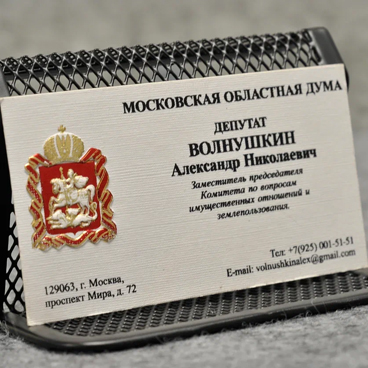 МОСКОВСКАЯ ОБЛАСТНАЯ ДУМА
ДЕПУТАТ
ВОЛНУШКИН
Александр Николаевич
Заместитель председателя
Комитета по вопросам
имущественных отношений и
землепользования.
Тел: +7(925) 001-51-51
E-mail: volnushkinalex@gmail.com
129063, г. Москва,
проспект Мира, д. 72